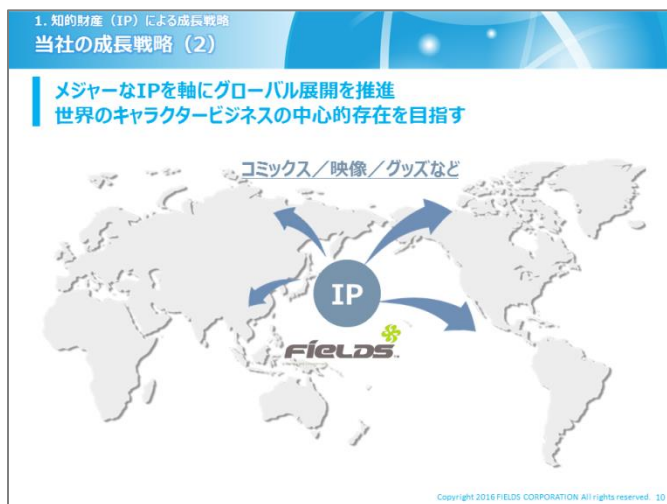 1. 知的財産（IP）による成長戦略
当社の成長戦略（2）
メジャーなIPを軸にグローバル展開を推進
世界のキャラクタービジネスの中心的存在を目指す
コミックス／映像／グッズなど
IP
FIELDS™
Copyright 2016 FIELDS CORPORATION All rights reserved. 10